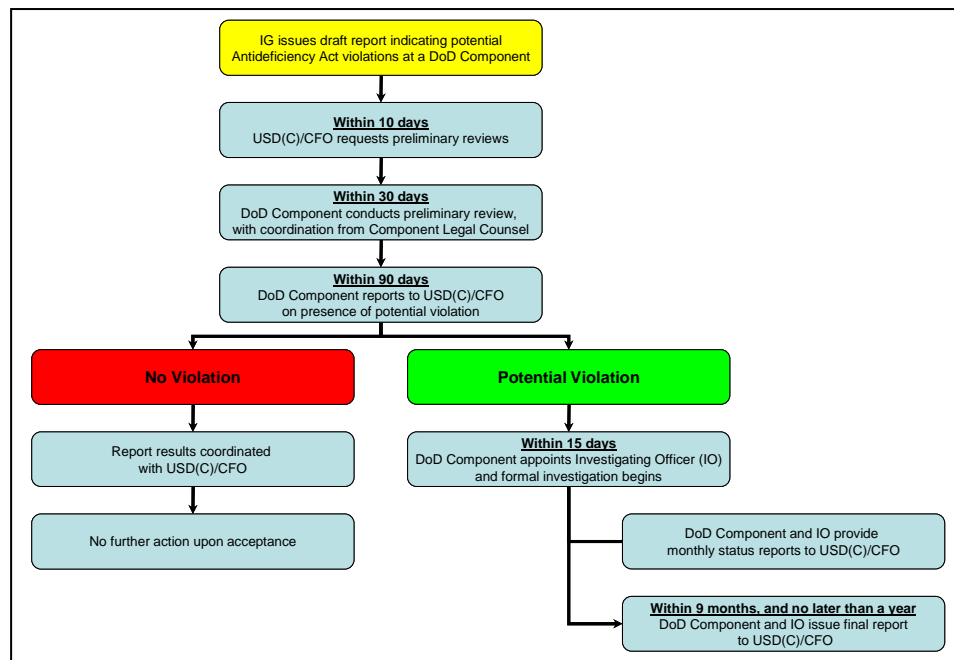 IG issues draft report indicating potential
Antideficiency Act violations at a DoD Component
Within 10 days
USD(C)/CFO requests preliminary reviews
Within 30 days
DoD Component conducts preliminary review,
with coordination from Component Legal Counsel
Within 90 days
DoD Component reports to USD(C)/CFO
on presence of potential violation
No Violation
Potential Violation
Report results coordinated
with USD(C)/CFO
Within 15 days
DoD Component appoints Investigating Officer (IO)
and formal investigation begins
No further action upon acceptance
DoD Component and IO provide
monthly status reports to USD(C)/CFO
Within 9 months, and no later than a year
DoD Component and IO issue final report
to USD(C)/CFO